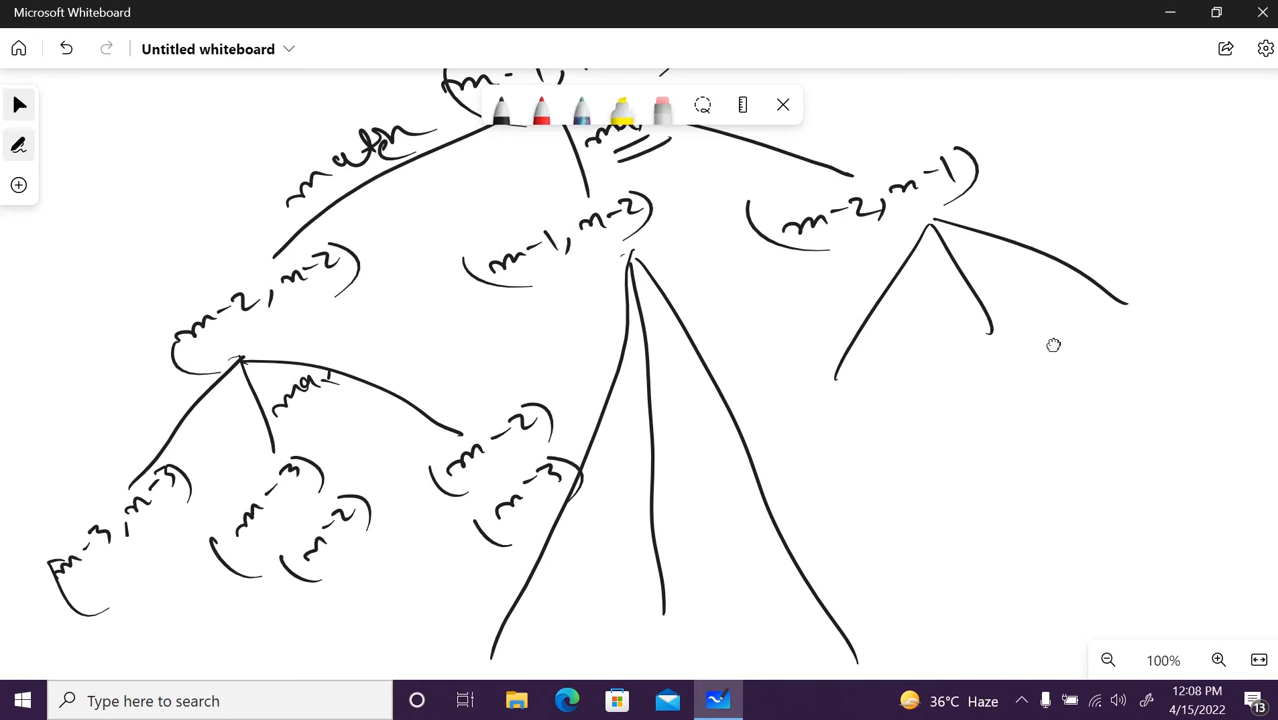 Microsoft Whiteboard
Untitled whiteboard
match
(m-2, n-1)
(m-1, n-2)
(m-2, n-2)
(m-2)
(n-3)
(m-3)
(n-2)
(m-3, n-3)
100%
Type here to search
36°C Haze
12:08 PM
4/15/2022
13